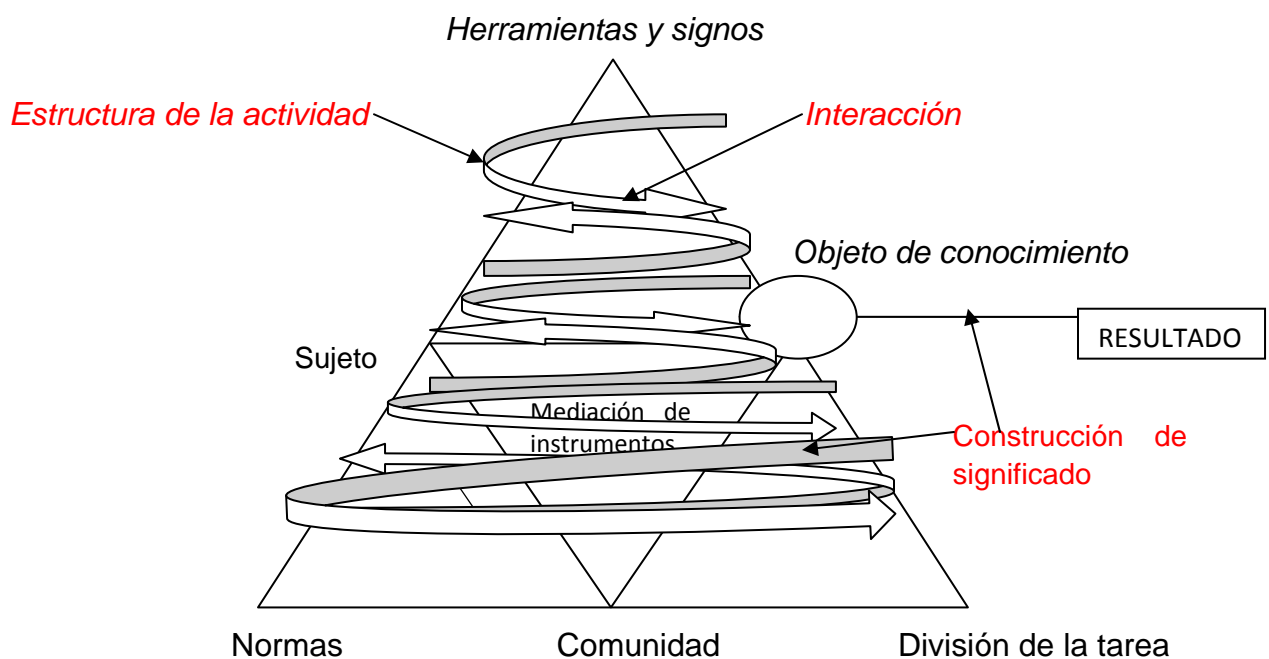 Herramientas y signos
Estructura de la actividad
Interacción
Objeto de conocimiento
RESULTADO
Sujeto
Mediación de
instrumentos
Construcción de
significado
Normas
Comunidad
División de la tarea